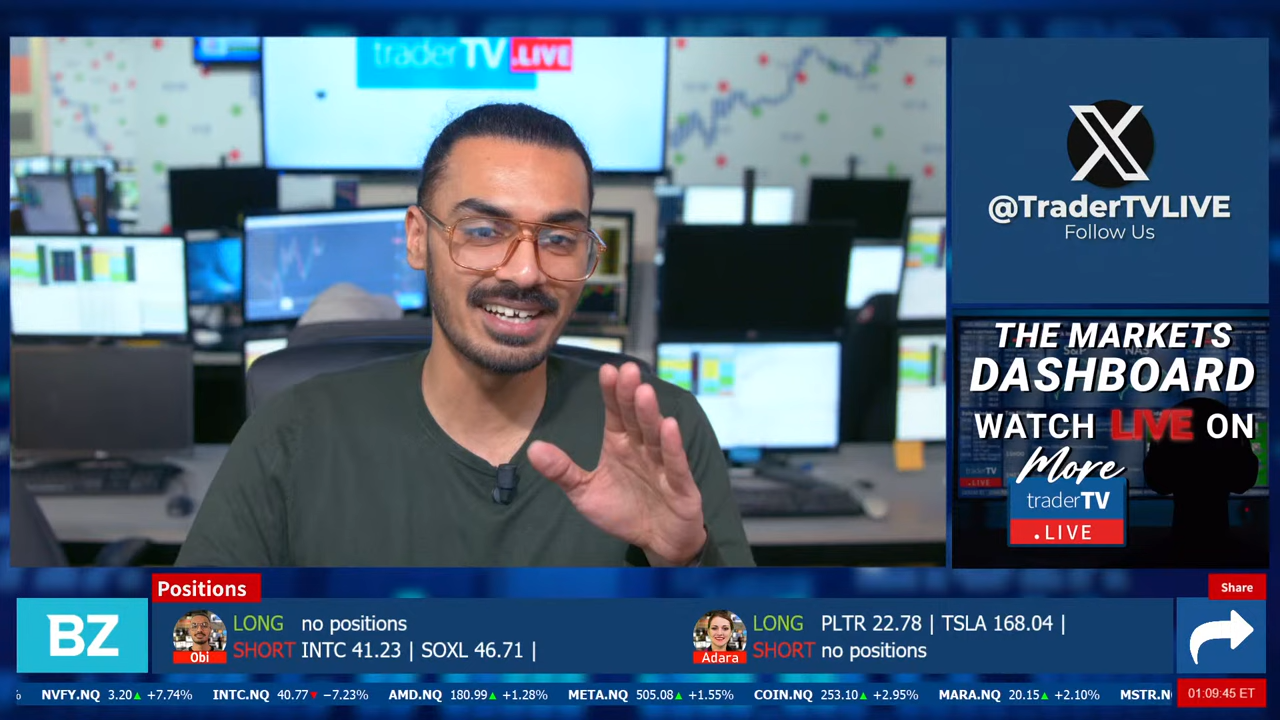 traderTV.LIVE
@TraderTVLIVE
Follow Us
THE MARKETS
DASHBOARD
WATCH LIVE ON
More
traderTV
.LIVE
Positions
Share
BZ
LONG no positions
SHORT INTC 41.23 | SOXL 46.71 |
Obi
LONG PLTR 22.78 | TSLA 168.04 |
SHORT no positions
Adara
NVFY.NQ 3.20▲ +7.74% INTC.NQ 40.77▼ −7.23% AMD.NQ 180.99▲ +1.28% META.NQ 505.08▲ +1.55% COIN.NQ 253.10▲ +2.95% MARA.NQ 20.15▲ +2.10% MSTR.N
01:09:45 ET